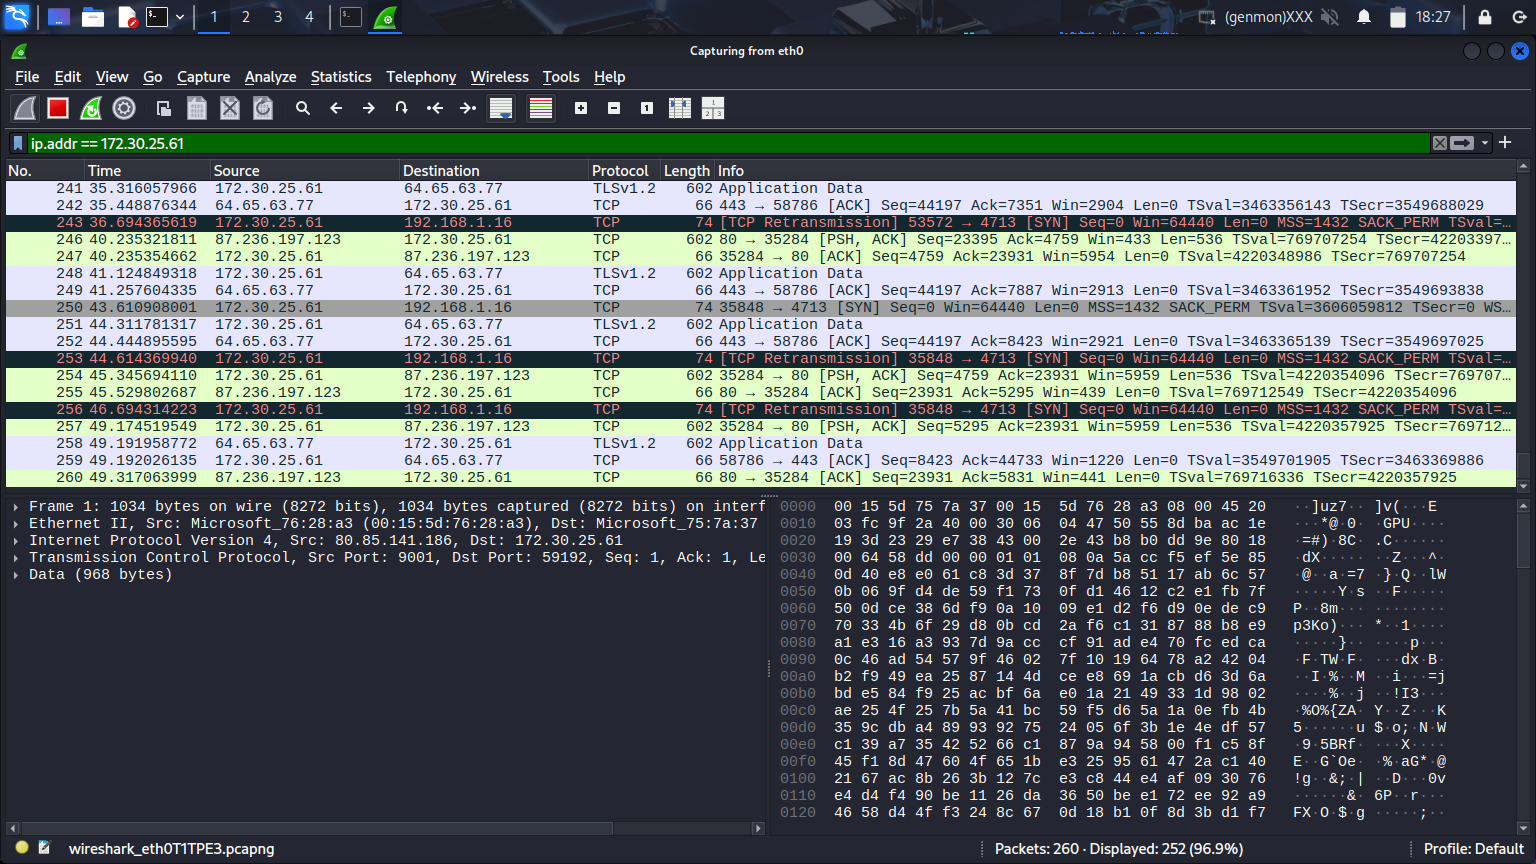 1 2 3 4 (genmon)XXX 18:27
Capturing from eth0
File Edit View Go Capture Analyze Statistics Telephony Wireless Tools Help
ip.addr == 172.30.25.61
No. Time Source Destination Protocol Length Info
241 35.316057966 172.30.25.61 64.65.63.77 TLSv1.2 602 Application Data
242 35.448876344 64.65.63.77 172.30.25.61 TCP 66 443 → 58786 [ACK] Seq=44197 Ack=7351 Win=2904 Len=0 TSval=3463356143 TSecr=3549688029
243 36.694365619 172.30.25.61 192.168.1.16 TCP 74 [TCP Retransmission] 53572 → 4713 [SYN] Seq=0 Win=64440 Len=0 MSS=1432 SACK_PERM TSval=…
246 40.235321811 87.236.197.123 172.30.25.61 TCP 602 80 → 35284 [PSH, ACK] Seq=23395 Ack=4759 Win=433 Len=536 TSval=769707254 TSecr=42203397…
247 40.235354662 172.30.25.61 87.236.197.123 TCP 66 35284 → 80 [ACK] Seq=4759 Ack=23931 Win=5954 Len=0 TSval=4220348986 TSecr=769707254
248 41.124849318 172.30.25.61 64.65.63.77 TLSv1.2 602 Application Data
249 41.257604335 64.65.63.77 172.30.25.61 TCP 66 443 → 58786 [ACK] Seq=44197 Ack=7887 Win=2913 Len=0 TSval=3463361952 TSecr=3549693838
250 43.610908001 172.30.25.61 192.168.1.16 TCP 74 35848 → 4713 [SYN] Seq=0 Win=64440 Len=0 MSS=1432 SACK_PERM TSval=3606059812 TSecr=0 WS…
251 44.311781317 172.30.25.61 64.65.63.77 TLSv1.2 602 Application Data
252 44.444895595 64.65.63.77 172.30.25.61 TCP 66 443 → 58786 [ACK] Seq=44197 Ack=8423 Win=2921 Len=0 TSval=3463365139 TSecr=3549697025
253 44.614369940 172.30.25.61 192.168.1.16 TCP 74 [TCP Retransmission] 35848 → 4713 [SYN] Seq=0 Win=64440 Len=0 MSS=1432 SACK_PERM TSval=…
254 45.345694110 172.30.25.61 87.236.197.123 TCP 602 35284 → 80 [PSH, ACK] Seq=4759 Ack=23931 Win=5959 Len=536 TSval=4220354096 TSecr=769707…
255 45.529802687 87.236.197.123 172.30.25.61 TCP 66 80 → 35284 [ACK] Seq=23931 Ack=5295 Win=439 Len=0 TSval=769712549 TSecr=4220354096
256 46.694314223 172.30.25.61 192.168.1.16 TCP 74 [TCP Retransmission] 35848 → 4713 [SYN] Seq=0 Win=64440 Len=0 MSS=1432 SACK_PERM TSval=…
257 49.174519549 172.30.25.61 87.236.197.123 TCP 602 35284 → 80 [PSH, ACK] Seq=5295 Ack=23931 Win=5959 Len=536 TSval=4220357925 TSecr=769712…
258 49.191958772 64.65.63.77 172.30.25.61 TLSv1.2 602 Application Data
259 49.192026135 172.30.25.61 64.65.63.77 TCP 66 58786 → 443 [ACK] Seq=8423 Ack=44733 Win=1220 Len=0 TSval=3549701905 TSecr=3463369886
260 49.317063999 87.236.197.123 172.30.25.61 TCP 66 80 → 35284 [ACK] Seq=23931 Ack=5831 Win=441 Len=0 TSval=769716336 TSecr=4220357925
Frame 1: 1034 bytes on wire (8272 bits), 1034 bytes captured (8272 bits) on interf
Ethernet II, Src: Microsoft_76:28:a3 (00:15:5d:76:28:a3), Dst: Microsoft_75:7a:37
Internet Protocol Version 4, Src: 80.85.141.186, Dst: 172.30.25.61
Transmission Control Protocol, Src Port: 9001, Dst Port: 59192, Seq: 1, Ack: 1, Le
Data (968 bytes)
0000 00 15 5d 75 7a 37 00 15 5d 76 28 a3 08 00 45 20 ··]uz7·· ]v(···E 
0010 03 fc 9f 2a 40 00 30 06 04 47 50 55 8d ba ac 1e ···*@·0· ·GPU····
0020 19 3d 23 29 e7 38 43 00 2e 43 b8 b0 dd 9e 80 18 ·=#)·8C· .C······
0030 00 64 58 dd 00 00 01 01 08 0a 5a cc f5 ef 5e 85 ·dX····· ··Z···^·
0040 0d 40 e8 e0 61 c8 3d 37 8f 7d b8 51 17 ab 6c 57 ·@··a·=7 ·}·Q··lW
0050 0b 06 9f d4 de 59 f1 73 0f d1 46 12 c2 e1 fb 7f ·····Y·s ··F·····
0060 50 0d ce 38 6d f9 0a 10 09 e1 d2 f6 d9 0e de c9 P··8m··· ········
0070 70 33 4b 6f 29 d8 0b cd 2a f6 c1 31 87 88 b8 e9 p3Ko)··· *··1····
0080 a1 e3 16 a3 93 7d 9a cc cf 91 ad e4 70 fc ed ca ·····}·· ····p···
0090 0c 46 ad 54 57 9f 46 02 7f 10 19 64 78 a2 42 04 ·F·TW·F· ···dx·B·
00a0 b2 f9 49 ea 25 87 14 4d ce e8 69 1a cb d6 3d 6a ··I·%··M ··i···=j
00b0 bd e5 84 f9 25 ac bf 6a e0 1a 21 49 33 1d 98 02 ····%··j ··!I3···
00c0 ae 25 4f 25 7b 5a 41 bc 59 f5 d6 5a 1a 0e fb 4b ·%O%{ZA· Y··Z···K
00d0 35 9c db a4 89 93 92 75 24 05 6f 3b 1e 4e df 57 5······u $·o;·N·W
00e0 c1 39 a7 35 42 52 66 c1 87 9a 94 58 00 f1 c5 8f ·9·5BRf· ···X····
00f0 45 f1 8d 47 60 4f 65 1b e3 25 95 61 47 2a c1 40 E··G`Oe· ·%·aG*·@
0100 21 67 ac 8b 26 3b 12 7c e3 c8 44 e4 af 09 30 76 !g··&;·| ··D···0v
0110 e4 d4 f4 90 be 11 26 da 36 50 be e1 72 ee 92 a9 ······&· 6P··r···
0120 46 58 d4 4f f3 24 8c 67 0d 18 b1 0f 8d 3b d1 f7 FX·O·$·g ·····;··
wireshark_eth0T1TPE3.pcapng Packets: 260 · Displayed: 252 (96.9%) Profile: Default